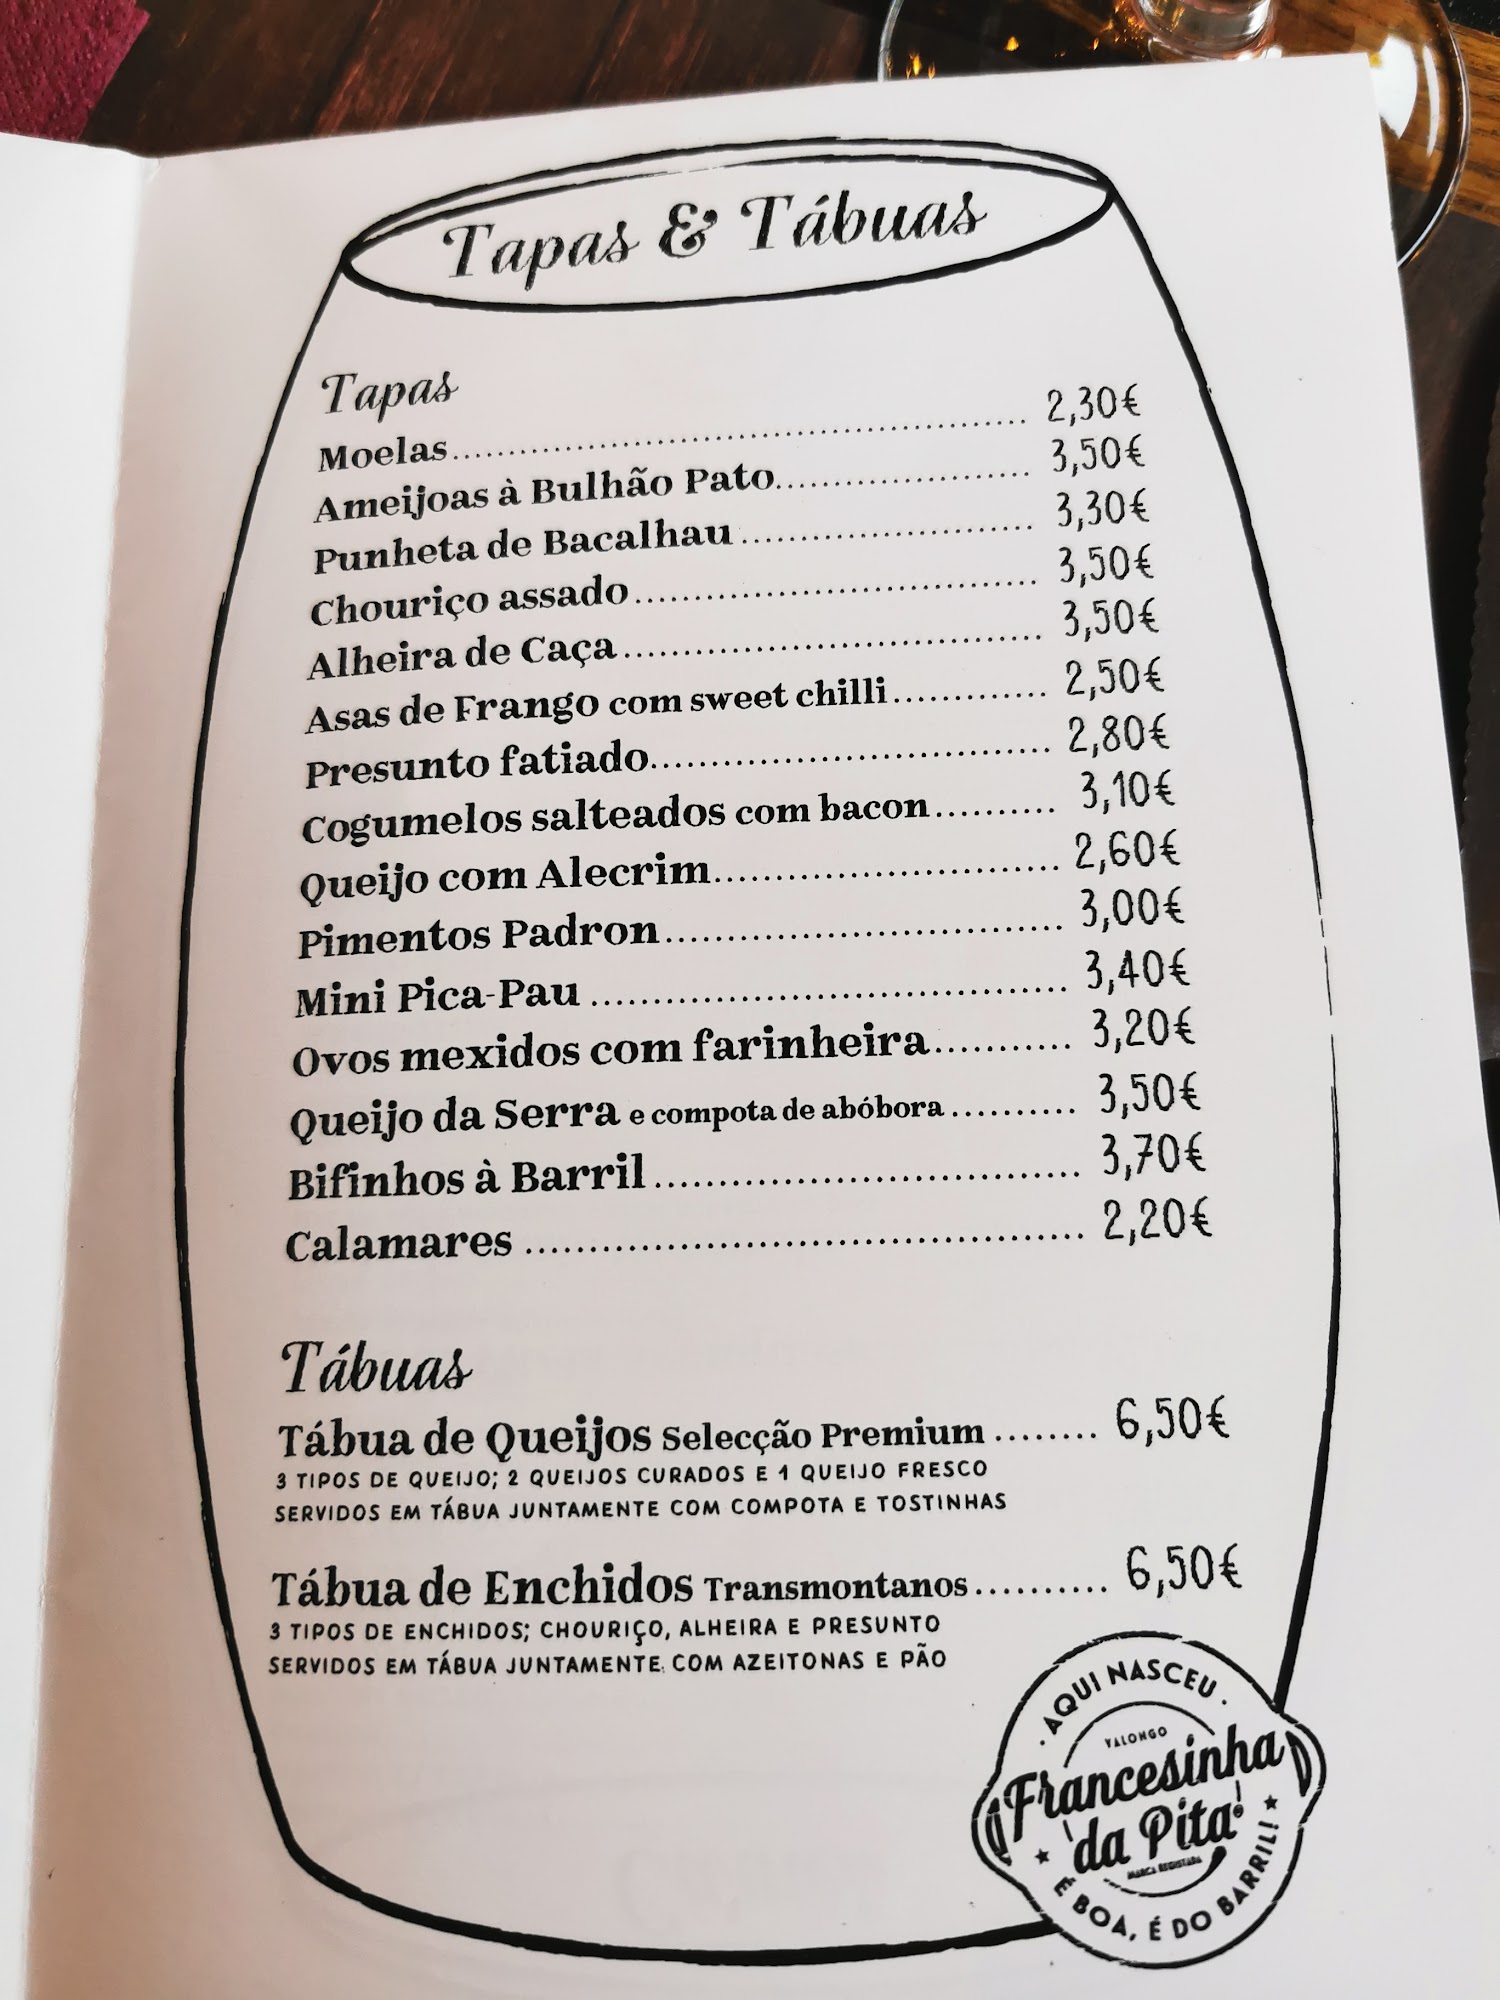 Tapas & Tábuas
Tapas
Moelas........ 2,30€
Ameijoas à Bulhão Pato........ 3,50€
Punheta de Bacalhau........ 3,30€
Chouriço assado........ 3,50€
Alheira de Caça........ 3,50€
Asas de Frango com sweet chilli........ 2,50€
Presunto fatiado........ 2,80€
Cogumelos salteados com bacon........ 3,10€
Queijo com Alecrim........ 2,60€
Pimentos Padron........ 3,00€
Mini Pica-Pau........ 3,40€
Ovos mexidos com farinheira........ 3,20€
Queijo da Serra e compota de abóbora........ 3,50€
Bifinhos à Barril........ 3,70€
Calamares........ 2,20€
Tábuas
Tábua de Queijos Selecção Premium........ 6,50€
3 TIPOS DE QUEIJO; 2 QUEIJOS CURADOS E 1 QUEIJO FRESCO
SERVIDOS EM TÁBUA JUNTAMENTE COM COMPOTA E TOSTINHAS
Tábua de Enchidos Transmontanos........ 6,50€
3 TIPOS DE ENCHIDOS; CHOURIÇO, ALHEIRA E PRESUNTO
SERVIDOS EM TÁBUA JUNTAMENTE COM AZEITONAS E PÃO
· AQUI NASCEU ·
VALONGO
Francesinha
da Pita®
MARCA REGISTADA
★ É BOA, É DO BARRIL! ★